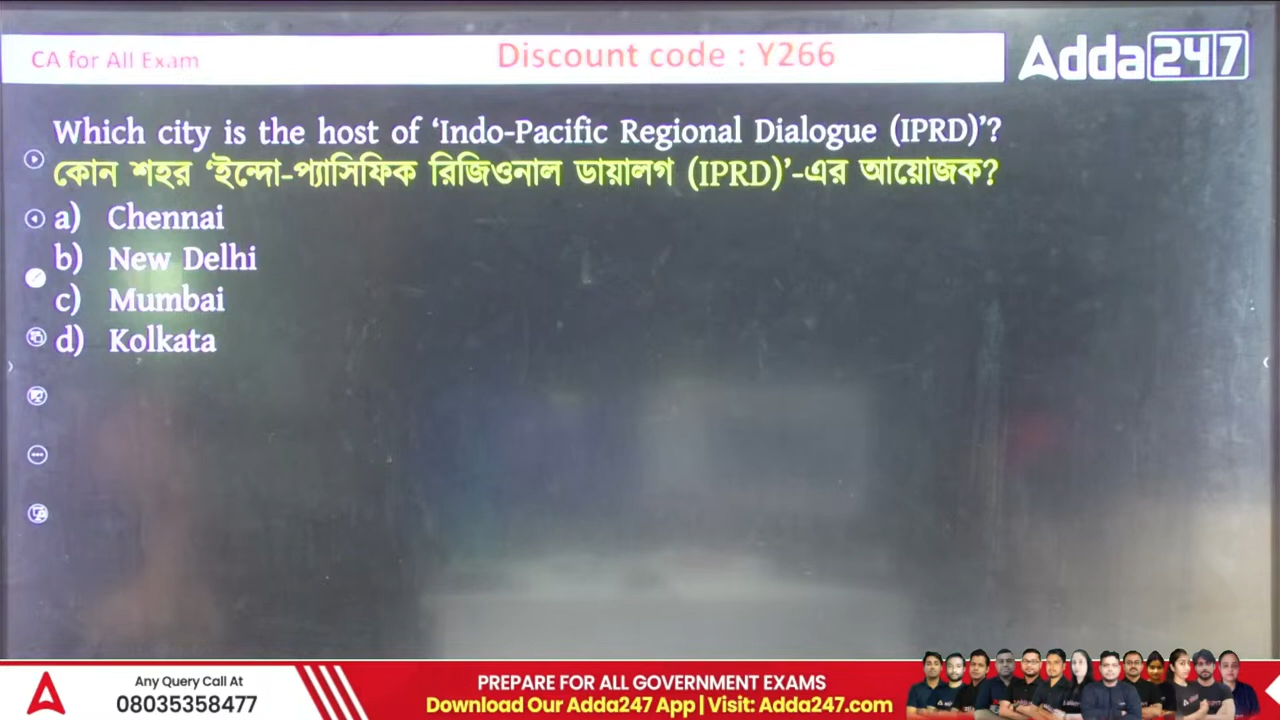 CA for All Exam
Discount code : Y266
Adda247
Which city is the host of ‘Indo-Pacific Regional Dialogue (IPRD)’?
কোন শহর ‘ইন্দো-প্যাসিফিক রিজিওনাল ডায়ালগ (IPRD)’-এর আয়োজক?
a) Chennai
b) New Delhi
c) Mumbai
d) Kolkata
Any Query Call At
08035358477
PREPARE FOR ALL GOVERNMENT EXAMS
Download Our Adda247 App | Visit: Adda247.com